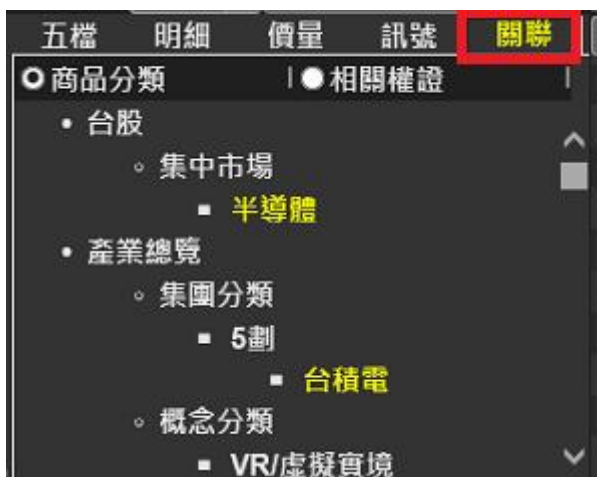 五檔 明細 價量 訊號 關聯
商品分類 相關權證
台股
集中市場
半導體
產業總覽
集團分類
5劃
台積電
概念分類
VR/虛擬實境